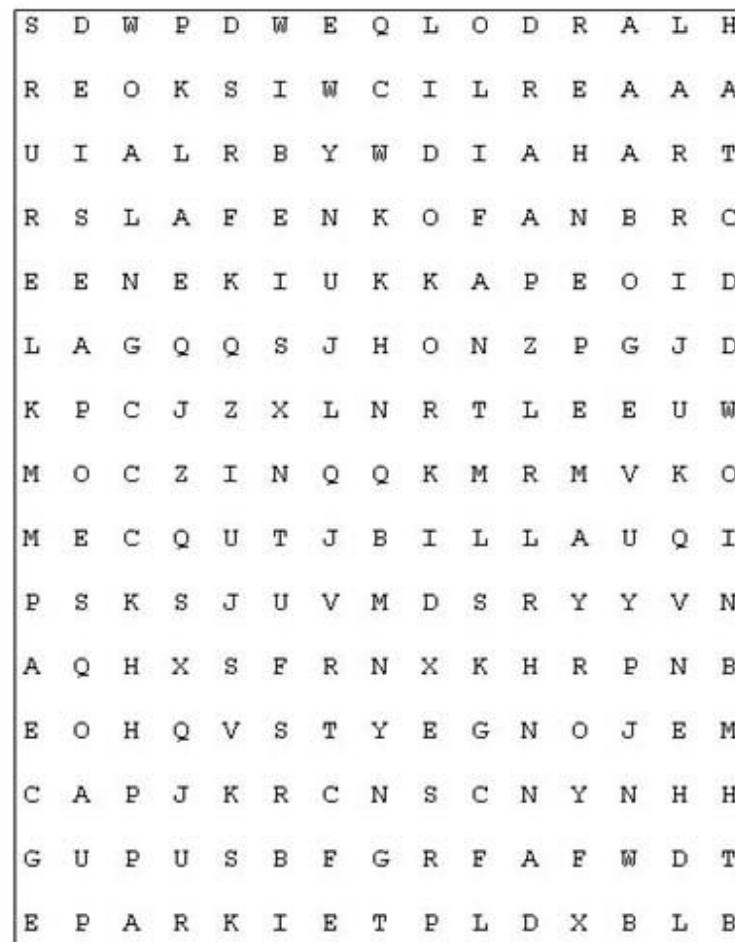 S D W P D W E Q L O D R A L H
R E O K S I W C I L R E A A A
U I A L R B Y W D I A H A R T
R S L A F E N K O F A N B R C
E E N E K I U K K A P E O I D
L A G Q Q S J H O N Z P G J D
K P C J Z X L N R T L E E U W
M O C Z I N Q Q K M R M V K O
M E C Q U T J B I L L A U Q I
P S K S J U V M D S R Y Y V N
A Q H X S F R N X K H R P N B
E O H Q V S T Y E G N O J E M
C A P J K R C N S C N Y N H H
G U P U S B F G R F A F W D T
E P A R K I E T P L D X B L B